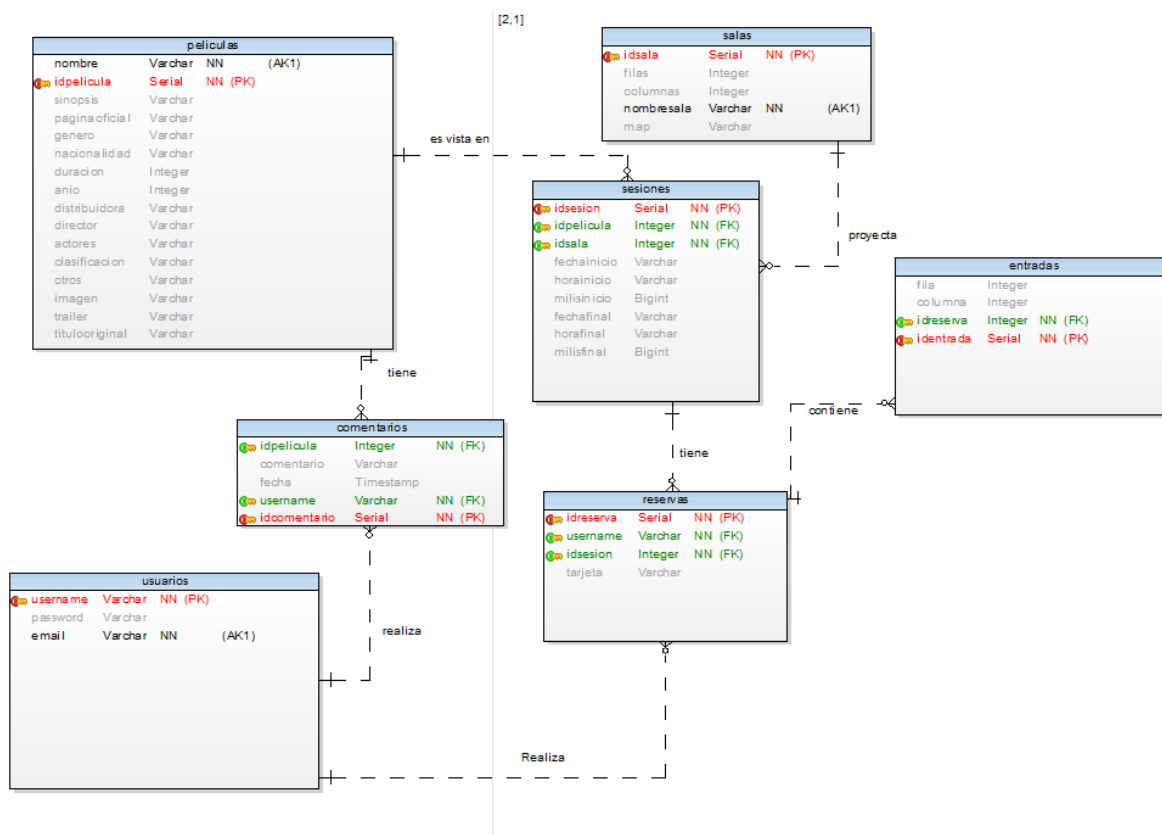 [2,1]
peliculas
nombre Varchar NN (AK1)
idpelicula Serial NN (PK)
sinopsis Varchar
paginaoficial Varchar
genero Varchar
nacionalidad Varchar
duracion Integer
anio Integer
distribuidora Varchar
director Varchar
actores Varchar
clasificacion Varchar
otros Varchar
imagen Varchar
trailer Varchar
titulooriginal Varchar
salas
idsala Serial NN (PK)
filas Integer
columnas Integer
nombresala Varchar NN (AK1)
map Varchar
es vista en
sesiones
idsesion Serial NN (PK)
idpelicula Integer NN (FK)
idsala Integer NN (FK)
fechainicio Varchar
horainicio Varchar
milisinicio Bigint
fechafinal Varchar
horafinal Varchar
milisfinal Bigint
proyecta
entradas
fila Integer
columna Integer
idreserva Integer NN (FK)
identrada Serial NN (PK)
tiene
contiene
comentarios
idpelicula Integer NN (FK)
comentario Varchar
fecha Timestamp
username Varchar NN (FK)
idcomentario Serial NN (PK)
tiene
reservas
idreserva Serial NN (PK)
username Varchar NN (FK)
idsesion Integer NN (FK)
tarjeta Varchar
usuarios
username Varchar NN (PK)
password Varchar
email Varchar NN (AK1)
realiza
Realiza